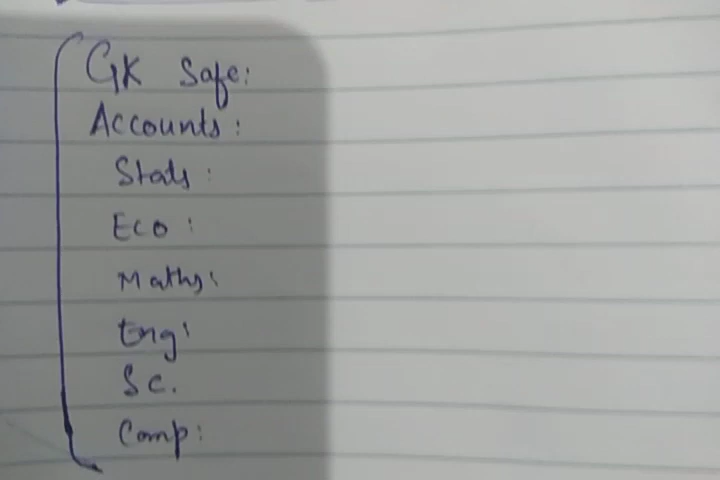 GK Safe:
Accounts:
Stats:
Eco:
Maths:
Eng:
Sc.
Comp: